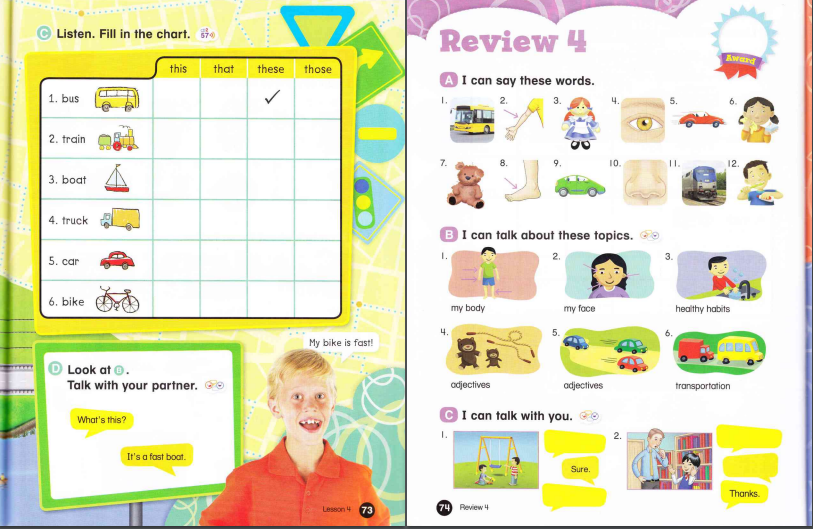 C Listen. Fill in the chart. 57
this that these those
1. bus ✓
2. train
3. boat
4. truck
5. car
6. bike
D Look at B.
Talk with your partner.
What's this?
It's a fast boat.
My bike is fast!
Lesson 4 73
Review 4
Award
A I can say these words.
1. 2. 3. 4. 5. 6.
7. 8. 9. 10. 11. 12.
B I can talk about these topics.
1. 2. 3.
my body my face healthy habits
4. 5. 6.
adjectives adjectives transportation
C I can talk with you.
1. 2.
Sure.
Thanks.
74 Review 4